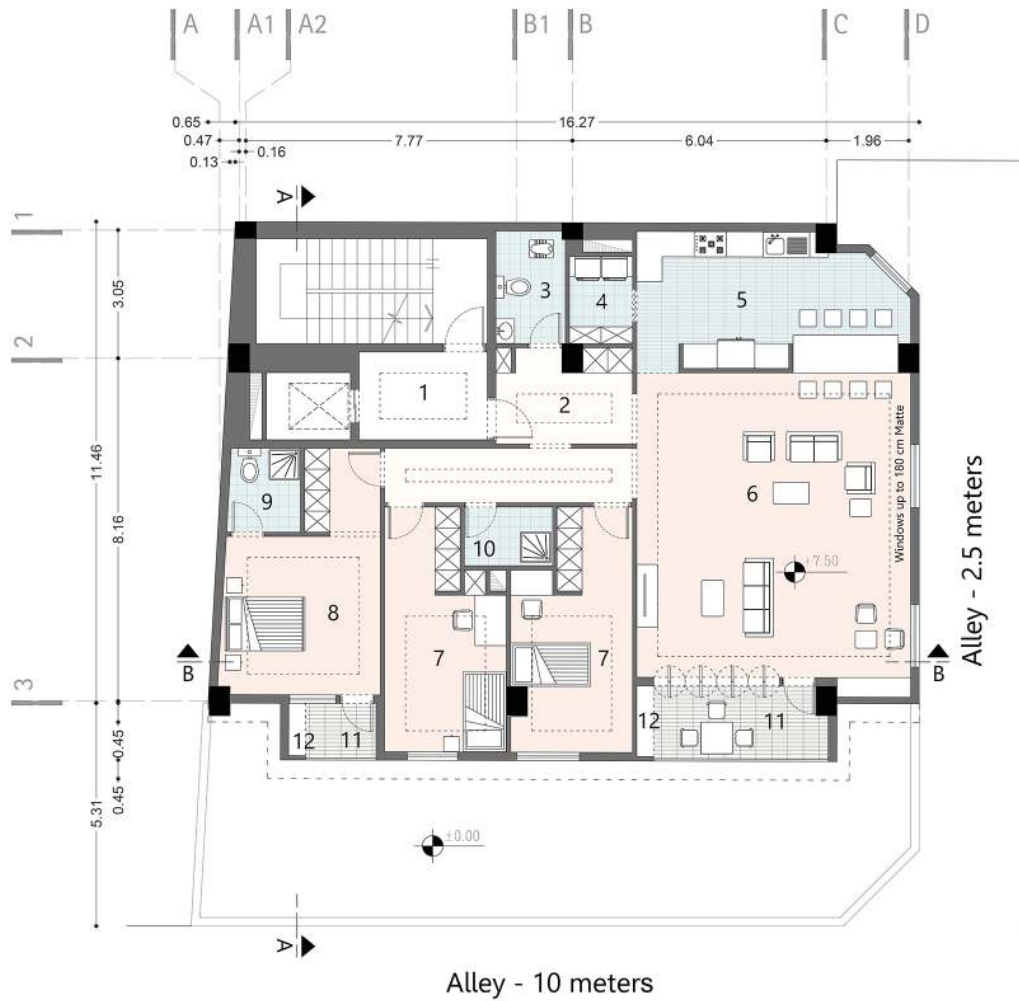 A
A1
A2
B1
B
C
D
0.65
16.27
0.47
7.77
6.04
1.96
0.16
0.13
A
1
3.05
3
4
5
2
1
2
Windows up to 180 cm Matte
11.46
6
9
10
8.16
+7.50
Alley - 2.5 meters
8
7
7
B
B
3
0.45
12
11
12
11
0.45
5.31
±0.00
A
Alley - 10 meters